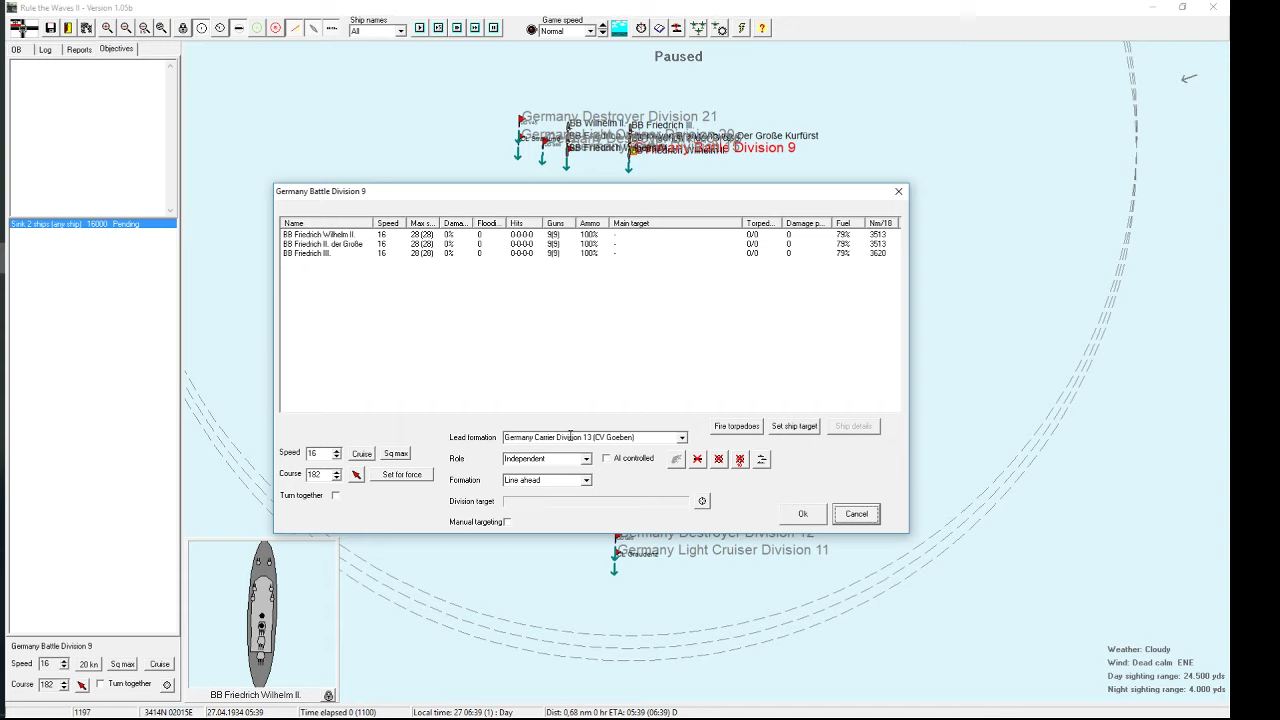 Rule the Waves II - Version 1.05b
Ship names
All
Game speed
Normal
OB Log Reports Objectives
Paused
Sink 2 ships (any ship) 16000 Pending
Germany Destroyer Division 21
BB Wilhelm II.
BB Friedrich III.
Der Große Kurfürst
Battle Division 9
Germany Battle Division 9
Name Speed Max s... Dama... Floodi... Hits Guns Ammo Main target Torped... Damage p... Fuel Nm/18
BB Friedrich Wilhelm II. 16 28 (28) 0% 0 0-0-0-0 9(9) 100% - 0/0 0 79% 3513
BB Friedrich II. der Große 16 28 (28) 0% 0 0-0-0-0 9(9) 100% - 0/0 0 79% 3513
BB Friedrich III. 16 28 (28) 0% 0 0-0-0-0 9(9) 100% - 0/0 0 79% 3620
Fire torpedoes Set ship target Ship details
Lead formation Germany Carrier Division 13 (CV Goeben)
Speed 16 Cruise Sq max
Role Independent AI controlled
Course 182 Set for force
Formation Line ahead
Turn together
Division target
Manual targeting
Ok Cancel
Germany Destroyer Division 12
Germany Light Cruiser Division 11
CL Graudenz
Germany Battle Division 9
Speed 16 20 kn Sq max Cruise
Course 182 Turn together
BB Friedrich Wilhelm II.
Weather: Cloudy
Wind: Dead calm ENE
Day sighting range: 24.500 yds
Night sighting range: 4.000 yds
1197 3414N 02015E 27.04.1934 05:39 Time elapsed 0 (1100) Local time: 27 06:39 (1) : Day Dist: 0,68 nm 0 hr ETA: 05:39 (06:39) D